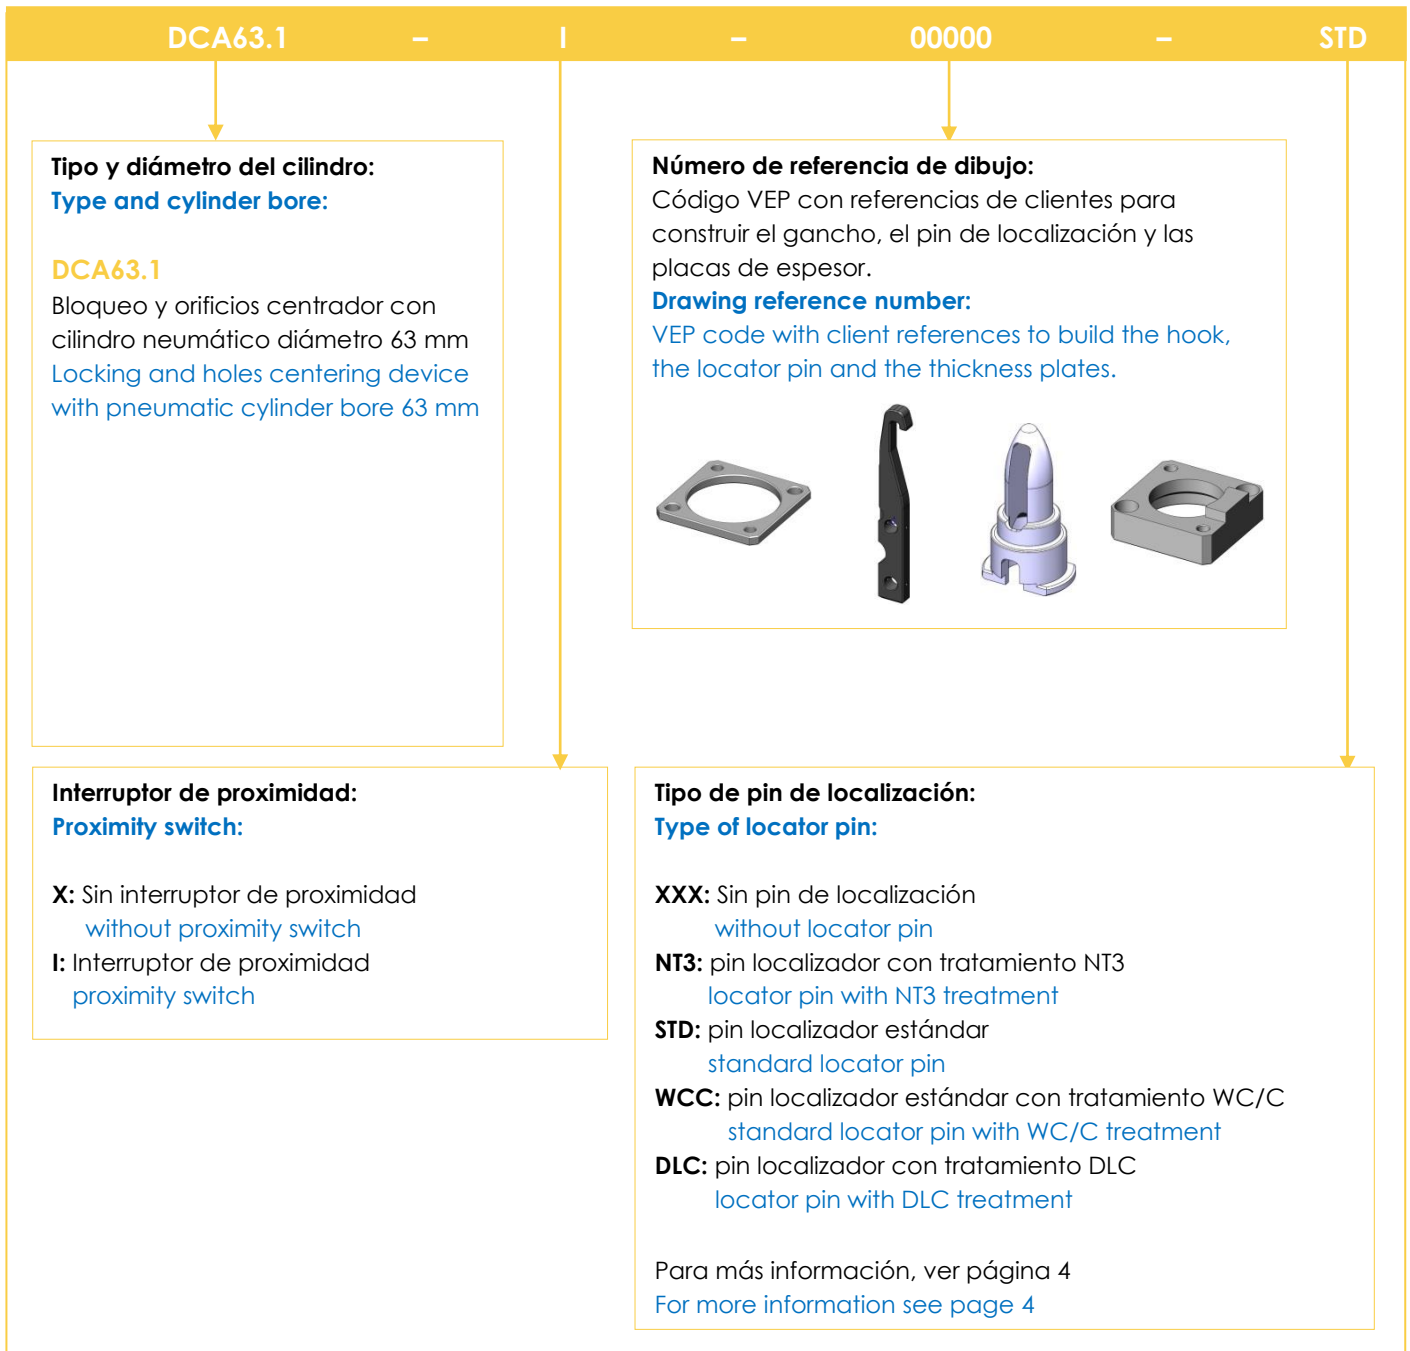 DCA63.1 – I – 00000 – STD
Tipo y diámetro del cilindro:
Type and cylinder bore:
DCA63.1
Bloqueo y orificios centrador con
cilindro neumático diámetro 63 mm
Locking and holes centering device
with pneumatic cylinder bore 63 mm
Número de referencia de dibujo:
Código VEP con referencias de clientes para
construir el gancho, el pin de localización y las
placas de espesor.
Drawing reference number:
VEP code with client references to build the hook,
the locator pin and the thickness plates.
Interruptor de proximidad:
Proximity switch:
X: Sin interruptor de proximidad
without proximity switch
I: Interruptor de proximidad
proximity switch
Tipo de pin de localización:
Type of locator pin:
XXX: Sin pin de localización
without locator pin
NT3: pin localizador con tratamiento NT3
locator pin with NT3 treatment
STD: pin localizador estándar
standard locator pin
WCC: pin localizador estándar con tratamiento WC/C
standard locator pin with WC/C treatment
DLC: pin localizador con tratamiento DLC
locator pin with DLC treatment
Para más información, ver página 4
For more information see page 4